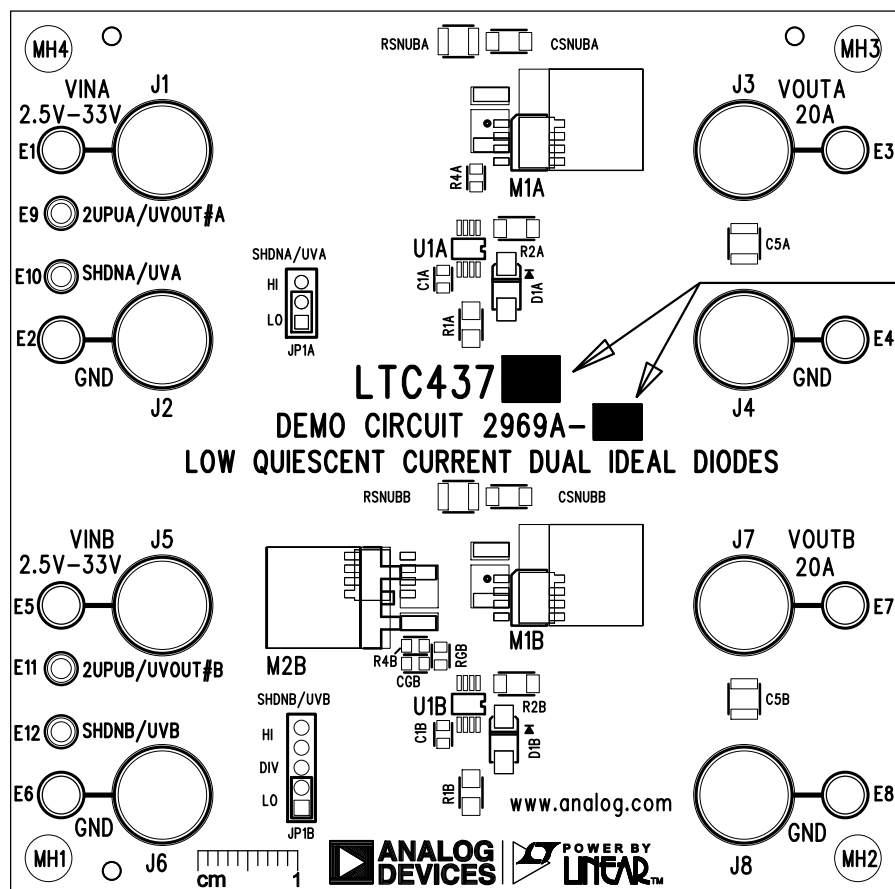 RSNUBA
CSNUBA
MH4
MH3
VINA
2.5V-33V
J1
J3
VOUTA
20A
E1
E3
R4A
M1A
E9
2UPUA/UVOUT#A
U1A
R2A
C5A
SHDNA/UVA
E10
SHDNA/UVA
HI
C1A
D1A
LO
R1A
E2
JP1A
E4
GND
GND
J2
J4
LTC437
DEMO CIRCUIT 2969A-
LOW QUIESCENT CURRENT DUAL IDEAL DIODES
RSNUBB
CSNUBB
VINB
2.5V-33V
J5
J7
VOUTB
20A
E5
E7
M1B
R4B
RGB
M2B
CGB
E11
2UPUB/UVOUT#B
SHDNB/UVB
U1B
R2B
C5B
E12
SHDNB/UVB
HI
C1B
D1B
DIV
E6
LO
R1B
www.analog.com
E8
GND
JP1B
GND
MH1
J6
cm 1
ANALOG
DEVICES
POWER BY
LINEAR™
J8
MH2